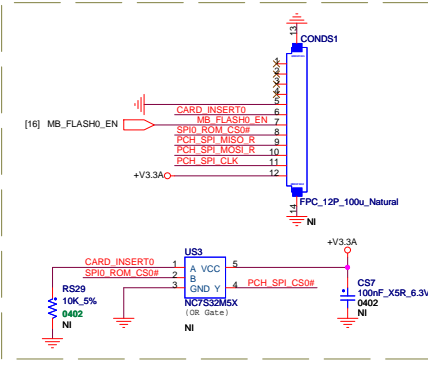 13
CONDS1
1
2
3
4
5
CARD_INSERT0 6
MB_FLASH0_EN 7
[16] MB_FLASH0_EN
SPI0_ROM_CS0# 8
PCH_SPI_MISO_R 9
PCH_SPI_MOSI_R 10
PCH_SPI_CLK 11
+V3.3A 12
FPC_12P_100u_Natural
14
NI
+V3.3A
US3
CARD_INSERT0 1 A VCC 5
SPI0_ROM_CS0# 2 B
3 GND Y 4 PCH_SPI_CS0#
NC7S32M5X
(OR Gate)
NI
RS29
10K_5%
0402
NI
CS7
100nF_X5R_6.3V
0402
NI